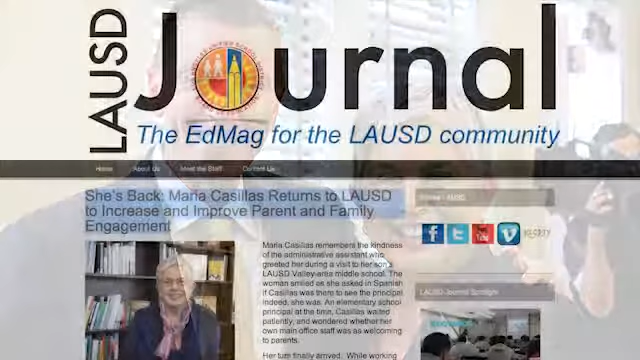 LAUSD
Journal
The EdMag for the LAUSD community
Home About Us Meet the Staff Contact Us
She's Back: Maria Casillas Returns to LAUSD
to Increase and Improve Parent and Family
Engagement
Maria Casillas remembers the kindness
of the administrative assistant who
greeted her during a visit to her son's
LAUSD Valley-area middle school. The
woman smiled as she asked in Spanish
if Casillas was there to see the principal.
Indeed, she was. An elementary school
principal at the time, Casillas waited
patiently, and wondered whether her
own main office staff was as welcoming
to parents.
Her turn finally arrived. While working
LAUSD Journal Spotlight